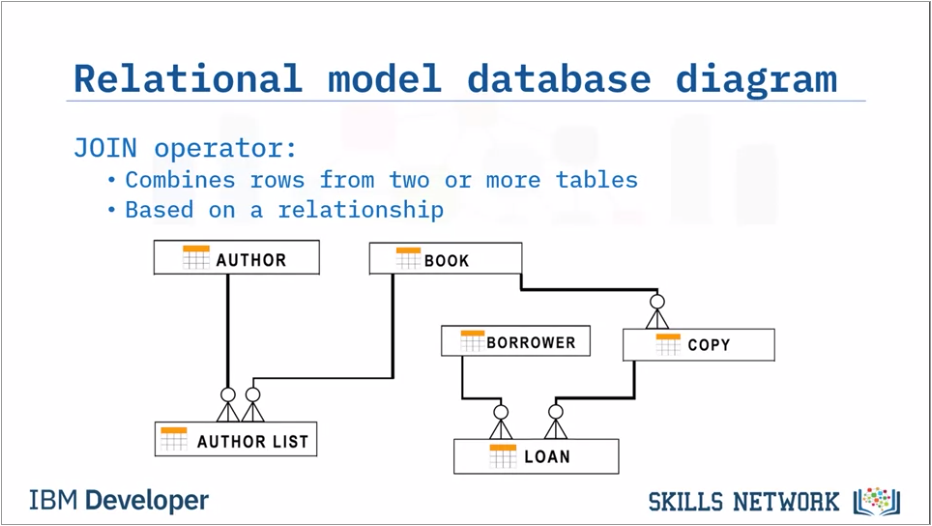 Relational model database diagram
JOIN operator:
• Combines rows from two or more tables
• Based on a relationship
AUTHOR
BOOK
BORROWER
COPY
AUTHOR LIST
LOAN
IBM Developer
SKILLS NETWORK